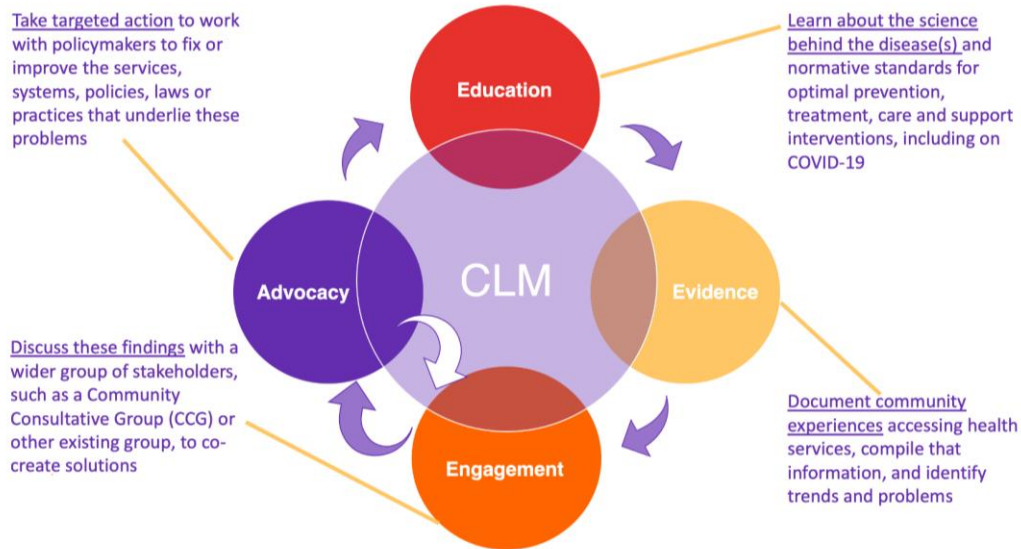 Take targeted action to work
with policymakers to fix or
improve the services,
systems, policies, laws or
practices that underlie these
problems
Education
Learn about the science
behind the disease(s) and
normative standards for
optimal prevention,
treatment, care and support
interventions, including on
COVID-19
Advocacy
CLM
Evidence
Discuss these findings with a
wider group of stakeholders,
such as a Community
Consultative Group (CCG) or
other existing group, to co-
create solutions
Engagement
Document community
experiences accessing health
services, compile that
information, and identify
trends and problems